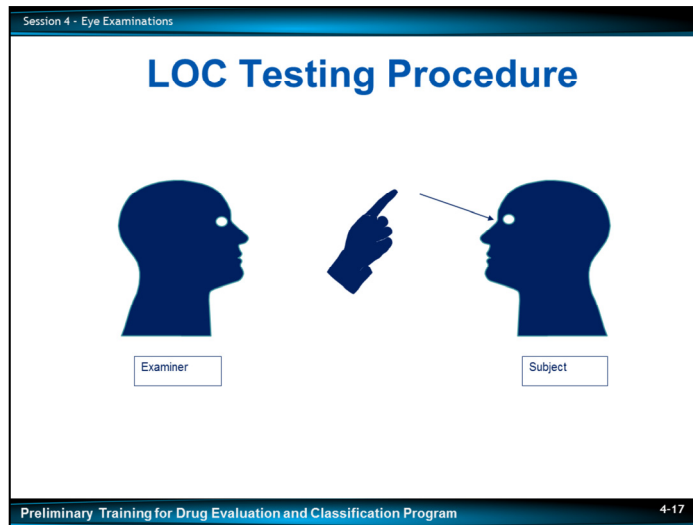 Session 4 - Eye Examinations
LOC Testing Procedure
Examiner
Subject
Preliminary Training for Drug Evaluation and Classification Program
4-17